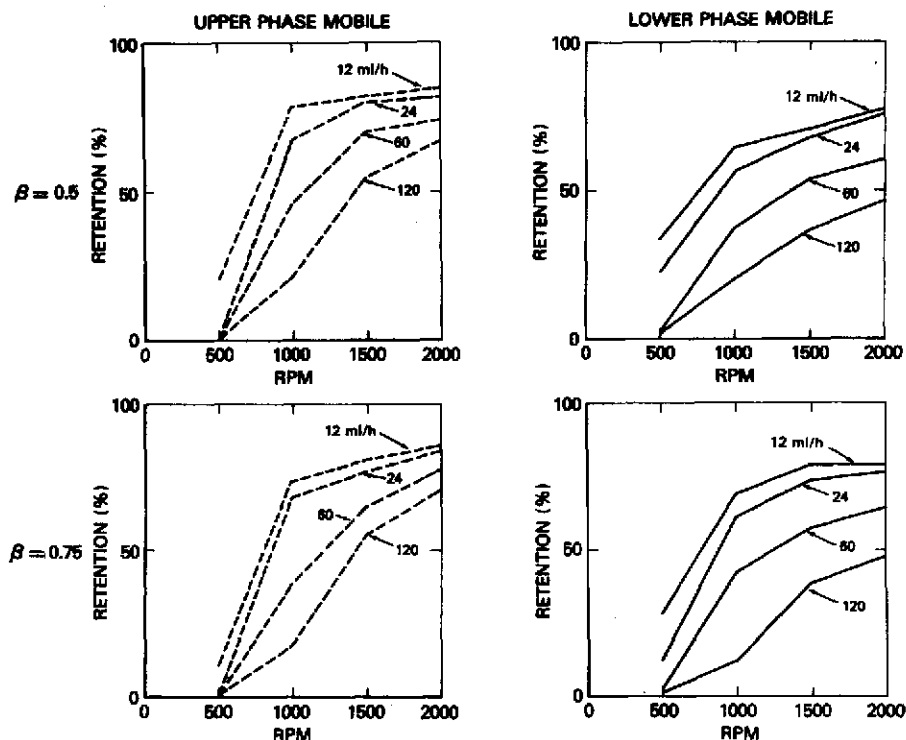 UPPER PHASE MOBILE
LOWER PHASE MOBILE
β = 0.5
RETENTION (%)
100
50
0
12 ml/h
24
60
120
0 500 1000 1500 2000
RPM
RETENTION (%)
100
50
0
12 ml/h
24
60
120
0 500 1000 1500 2000
RPM
β = 0.75
RETENTION (%)
100
50
0
12 ml/h
24
60
120
0 500 1000 1500 2000
RPM
RETENTION (%)
100
50
0
12 ml/h
24
60
120
0 500 1000 1500 2000
RPM